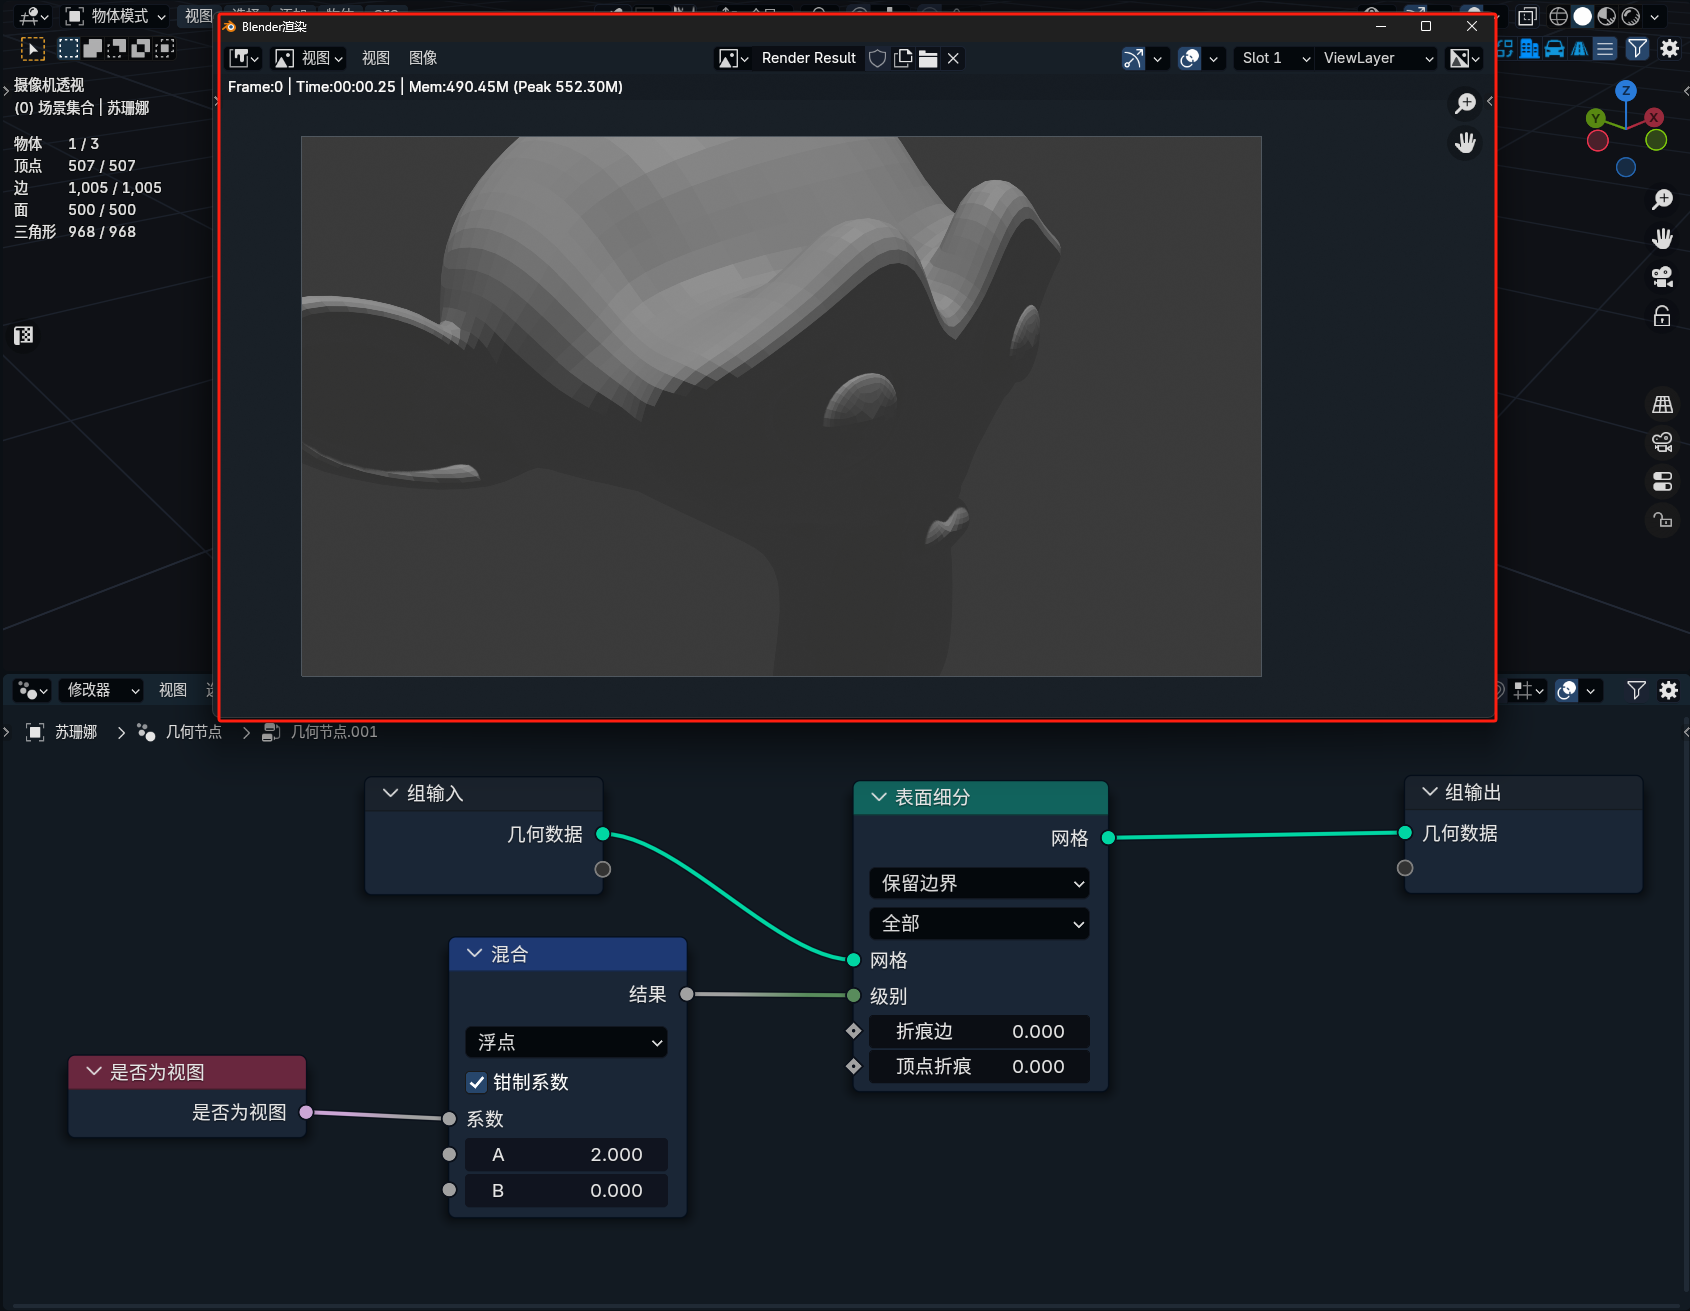 物体模式
视图
Blender渲染
视图
视图
图像
Render Result
Slot 1
ViewLayer
Frame:0 | Time:00:00.25 | Mem:490.45M (Peak 552.30M)
摄像机透视
(0) 场景集合 | 苏珊娜
物体 1 / 3
顶点 507 / 507
边 1,005 / 1,005
面 500 / 500
三角形 968 / 968
Z
Y
X
修改器
视图
苏珊娜
几何节点
几何节点.001
组输入
几何数据
表面细分
网格
保留边界
全部
网格
级别
折痕边 0.000
顶点折痕 0.000
组输出
几何数据
混合
结果
浮点
钳制系数
系数
A 2.000
B 0.000
是否为视图
是否为视图